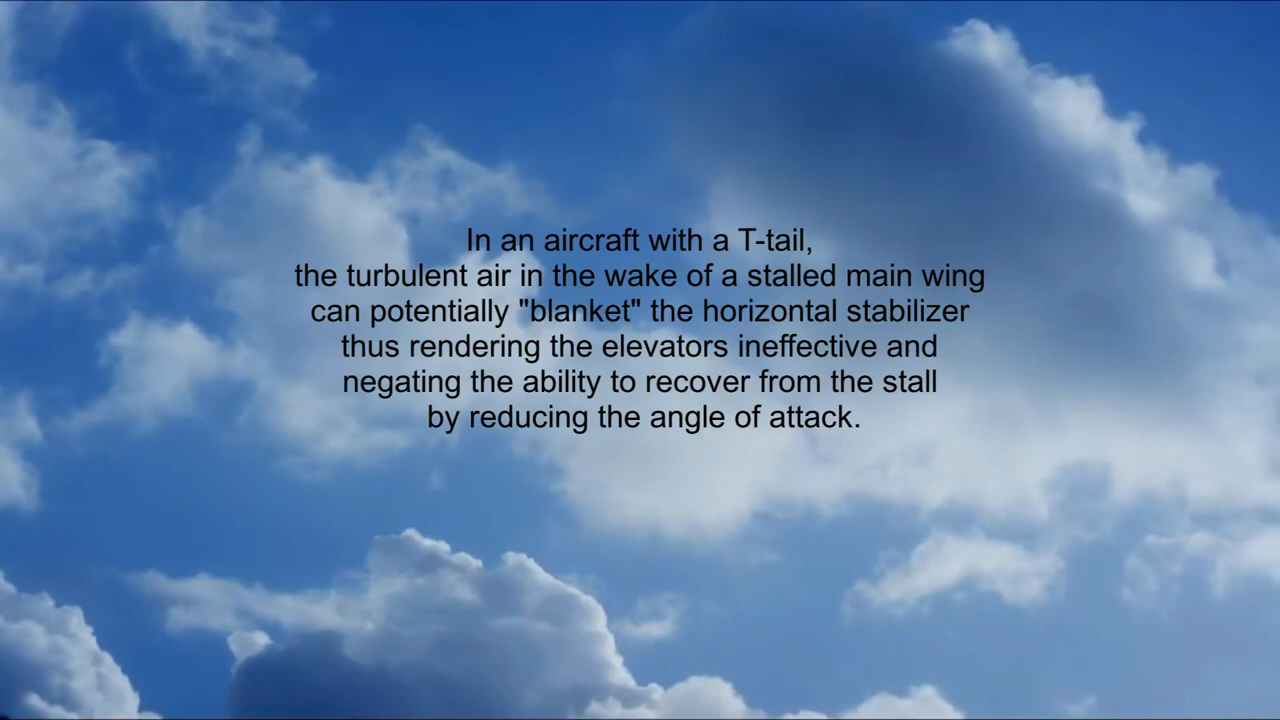 In an aircraft with a T-tail,
the turbulent air in the wake of a stalled main wing
can potentially "blanket" the horizontal stabilizer
thus rendering the elevators ineffective and
negating the ability to recover from the stall
by reducing the angle of attack.